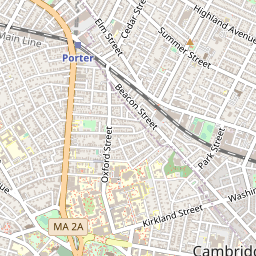 Highland Avenue
Cedar Street
Elm Street
Summer Street
Main Line
Porter
Beacon Street
Oxford Street
Park Street
Washin
Kirkland Street
MA 2A
Cambrid